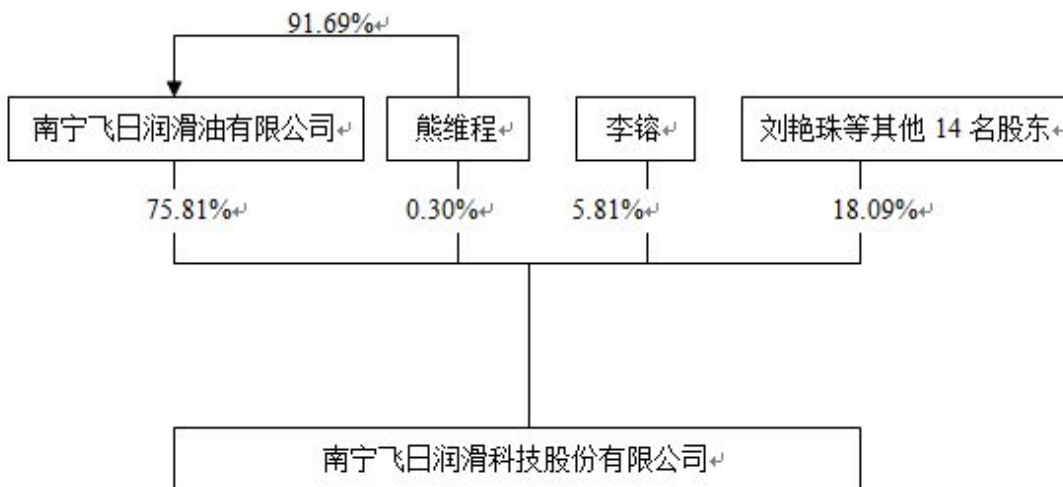 91.69%
南宁飞日润滑油有限公司
熊维程
李镕
刘艳珠等其他 14 名股东
75.81%
0.30%
5.81%
18.09%
南宁飞日润滑科技股份有限公司